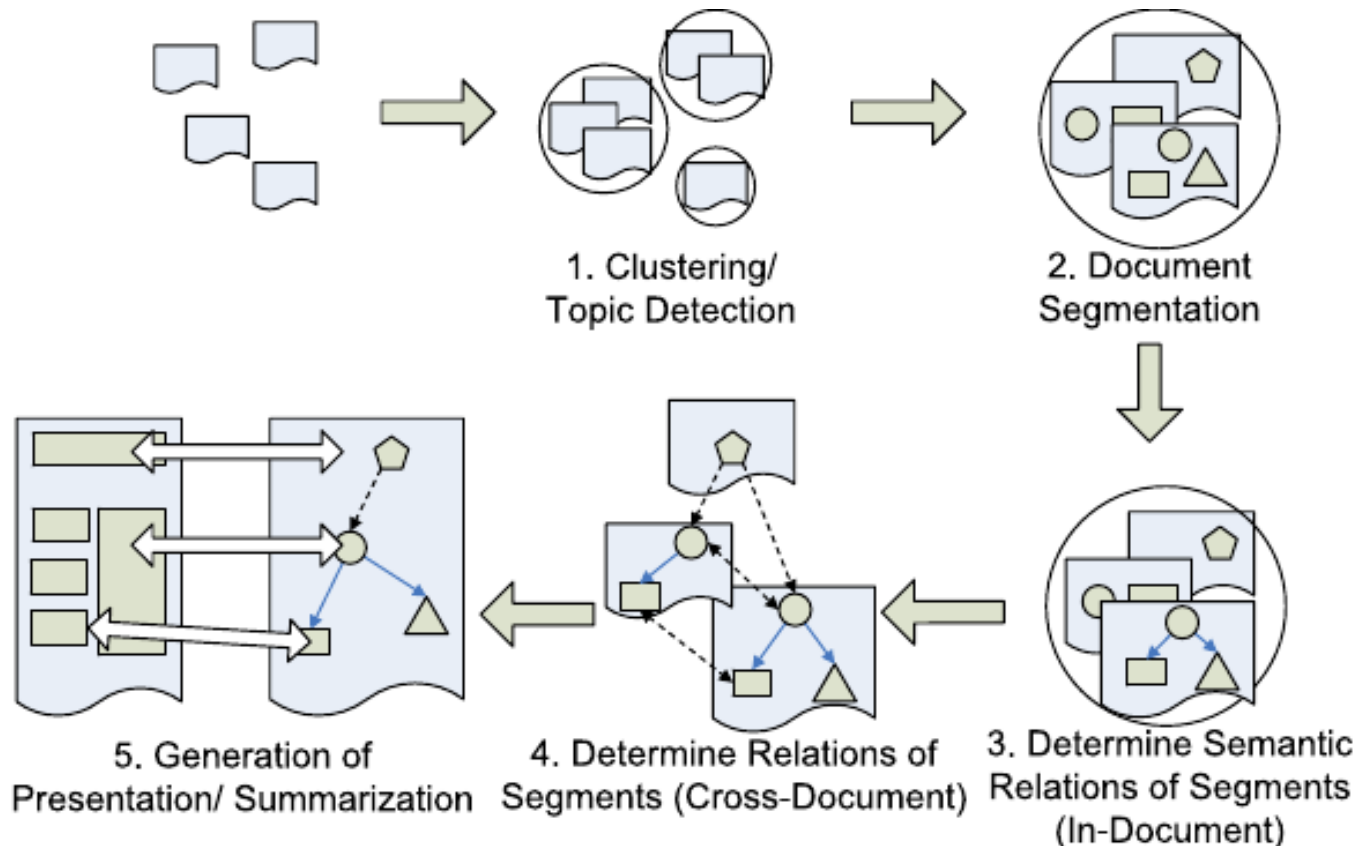 1. Clustering/
Topic Detection
2. Document
Segmentation
3. Determine Semantic
Relations of Segments
(In-Document)
4. Determine Relations of
Segments (Cross-Document)
5. Generation of
Presentation/ Summarization